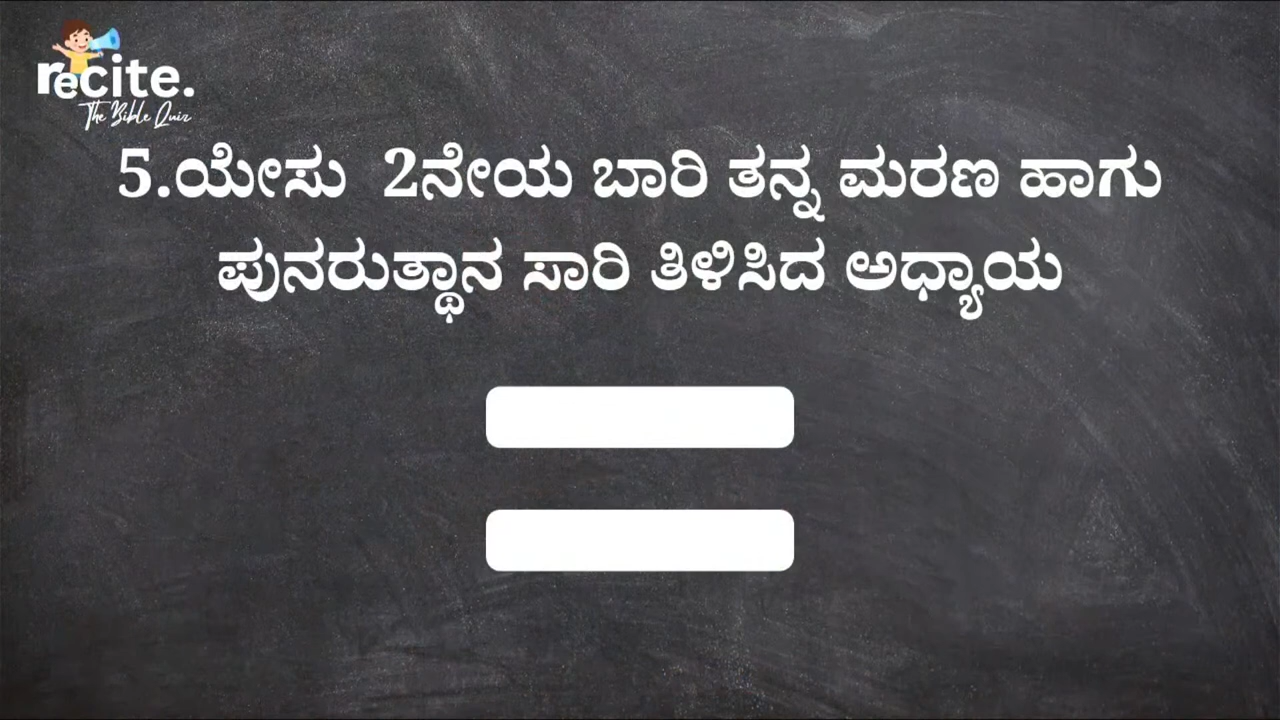 recite.
The Bible Quiz
5.ಯೇಸು 2ನೇಯ ಬಾರಿ ತನ್ನ ಮರಣ ಹಾಗು
ಪುನರುತ್ಥಾನ ಸಾರಿ ತಿಳಿಸಿದ ಅಧ್ಯಾಯ